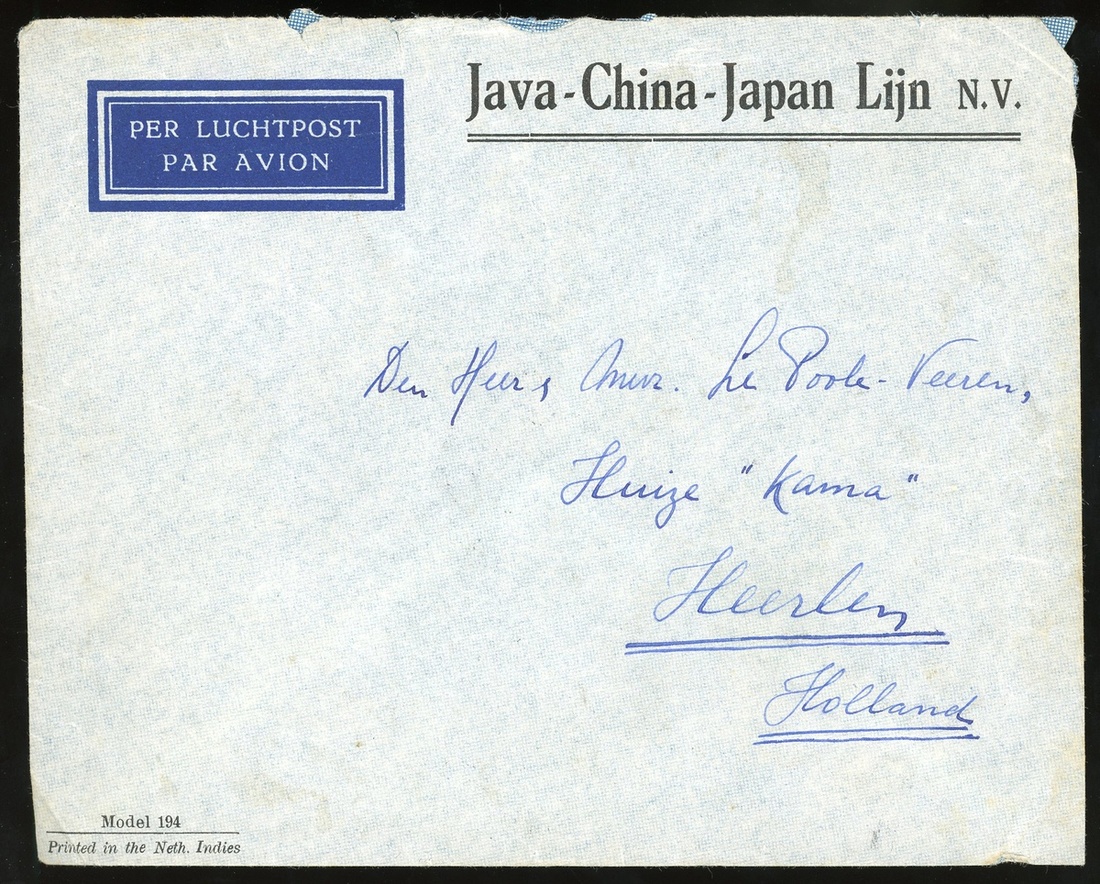 Java-China-Japan Lijn N.V.
PER LUCHTPOST
PAR AVION
Den Heer & Mevr. Le Poole-Veeren,
Huize "Kama"
Heerlen
Holland
Model 194
Printed in the Neth. Indies